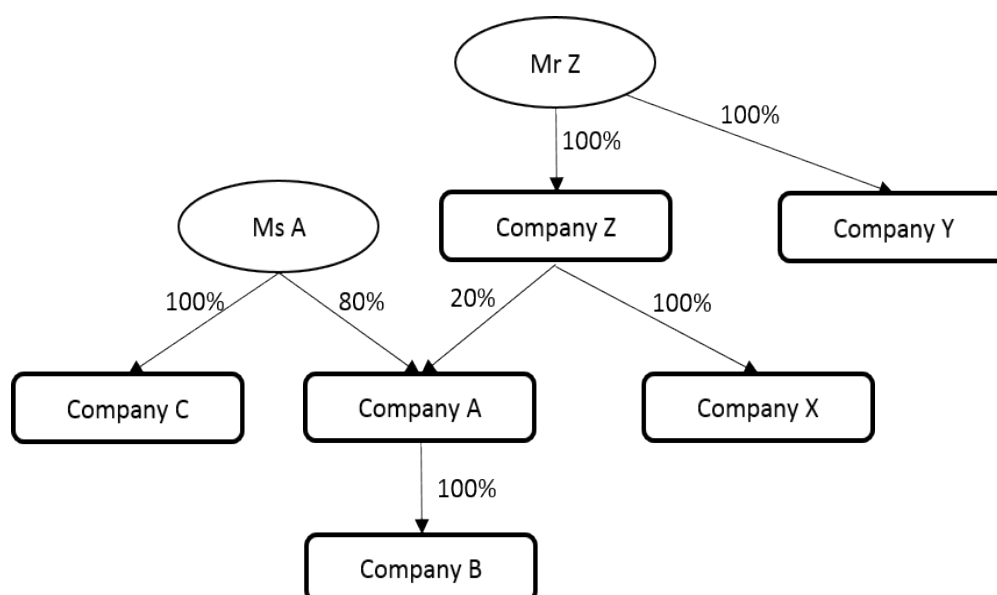 Mr Z
100%
100%
Ms A
Company Z
Company Y
100%
80%
20%
100%
Company C
Company A
Company X
100%
Company B